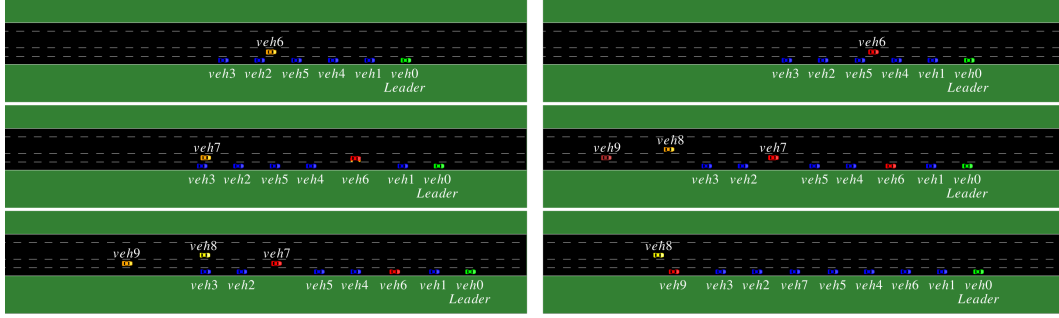 veh6
veh3 veh2 veh5 veh4 veh1 veh0
Leader
veh6
veh3 veh2 veh5 veh4 veh1 veh0
Leader
veh7
veh3 veh2 veh5 veh4 veh6 veh1 veh0
Leader
veh8
veh9 veh7
veh3 veh2 veh5 veh4 veh6 veh1 veh0
Leader
veh8
veh9 veh7
veh3 veh2 veh5 veh4 veh6 veh1 veh0
Leader
veh8
veh9 veh3 veh2 veh7 veh5 veh4 veh6 veh1 veh0
Leader